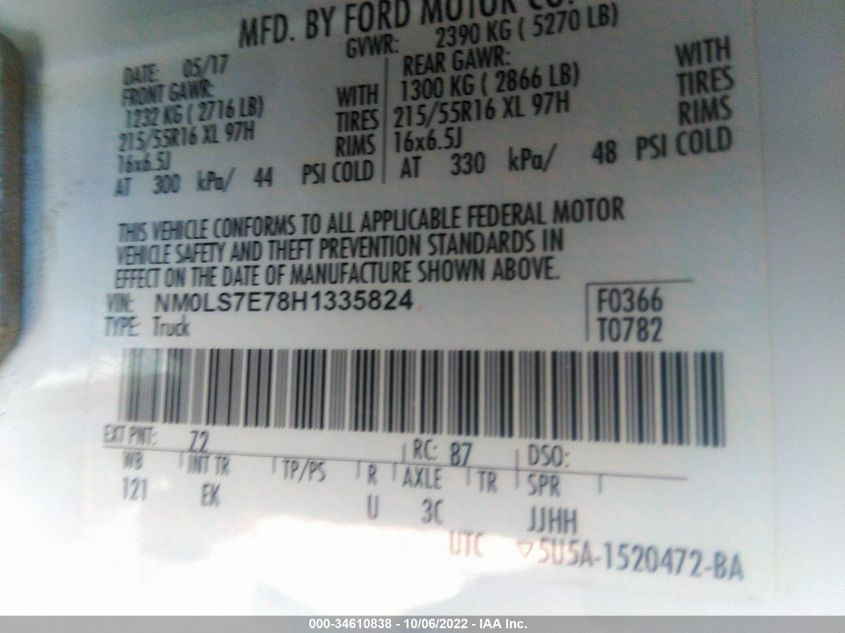 MFD. BY FORD MOTOR CO.
GVWR: 2390 KG ( 5270 LB)
DATE: 05/17
FRONT GAWR:
1232 KG ( 2716 LB) WITH
215/55R16 XL 97H TIRES
16x6.5J RIMS
AT 300 kPa/ 44 PSI COLD
REAR GAWR: WITH
1300 KG ( 2866 LB) TIRES
215/55R16 XL 97H RIMS
16x6.5J
AT 330 kPa/ 48 PSI COLD
THIS VEHICLE CONFORMS TO ALL APPLICABLE FEDERAL MOTOR
VEHICLE SAFETY AND THEFT PREVENTION STANDARDS IN
EFFECT ON THE DATE OF MANUFACTURE SHOWN ABOVE.
VIN: NM0LS7E78H1335824
TYPE: Truck
F0366
T0782
EXT PNT: Z2 RC: 87 DSO:
WB INT TR TP/PS R AXLE TR SPR
121 EK U 3C JJHH
UTC ▽5U5A-1520472-BA
000-34610838 - 10/06/2022 - IAA Inc.